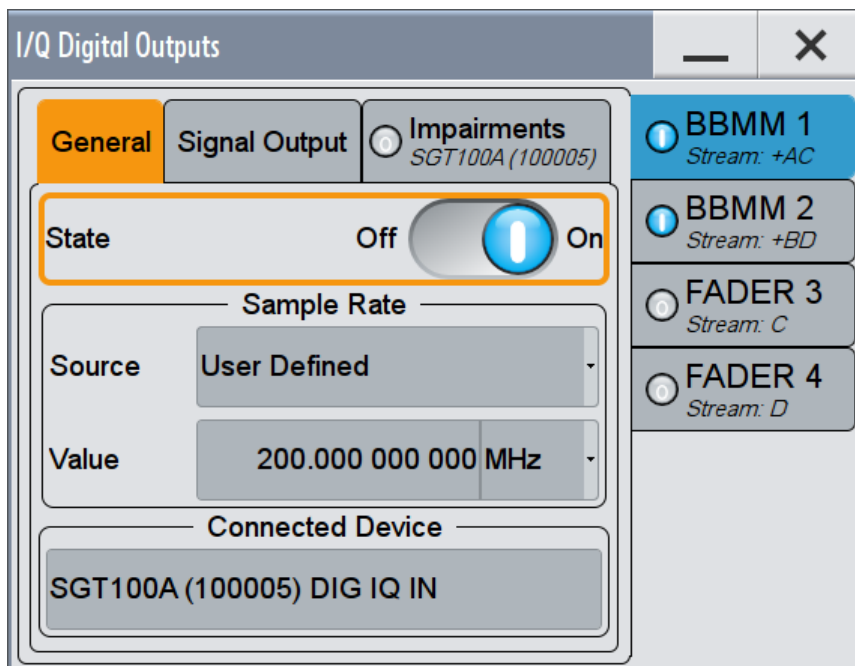 I/Q Digital Outputs
General
Signal Output
Impairments
SGT100A (100005)
State
Off
On
Sample Rate
Source
User Defined
Value
200.000 000 000 MHz
Connected Device
SGT100A (100005) DIG IQ IN
BBMM 1
Stream: +AC
BBMM 2
Stream: +BD
FADER 3
Stream: C
FADER 4
Stream: D